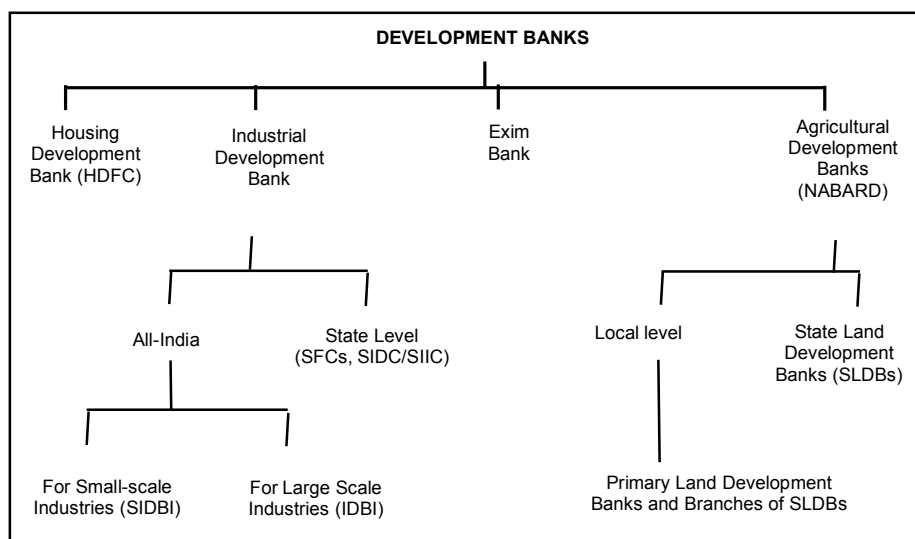 DEVELOPMENT BANKS
Housing
Development
Bank (HDFC)
Industrial
Development
Bank
Exim
Bank
Agricultural
Development
Banks
(NABARD)
All-India
State Level
(SFCs, SIDC/SIIC)
Local level
State Land
Development
Banks (SLDBs)
For Small-scale
Industries (SIDBI)
For Large Scale
Industries (IDBI)
Primary Land Development
Banks and Branches of SLDBs